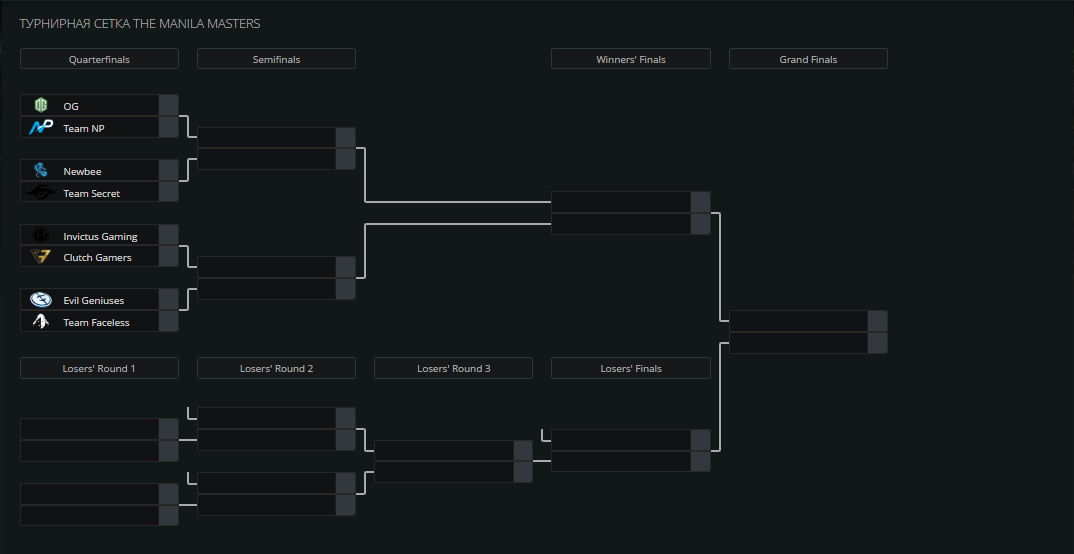 ТУРНИРНАЯ СЕТКА THE MANILA MASTERS
Quarterfinals
Semifinals
Winners' Finals
Grand Finals
OG
Team NP
Newbee
Team Secret
Invictus Gaming
Clutch Gamers
Evil Geniuses
Team Faceless
Losers' Round 1
Losers' Round 2
Losers' Round 3
Losers' Finals